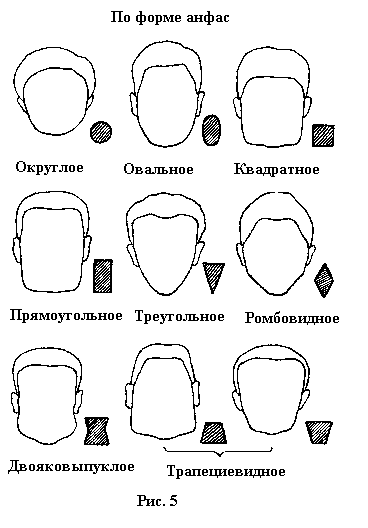 По форме анфас
Округлое Овальное Квадратное
Прямоугольное Треугольное Ромбовидное
Двояковыпуклое Трапециевидное
Рис. 5